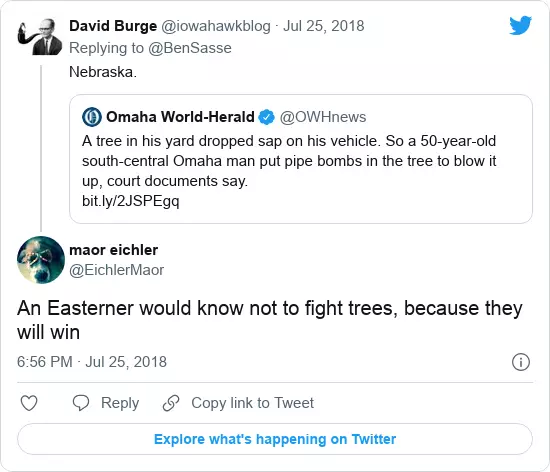 David Burge @iowahawkblog · Jul 25, 2018
Replying to @BenSasse
Nebraska.
Omaha World-Herald @OWHnews
A tree in his yard dropped sap on his vehicle. So a 50-year-old
south-central Omaha man put pipe bombs in the tree to blow it
up, court documents say.
bit.ly/2JSPEgq
maor eichler
@EichlerMaor
An Easterner would know not to fight trees, because they
will win
6:56 PM · Jul 25, 2018
Reply
Copy link to Tweet
Explore what's happening on Twitter